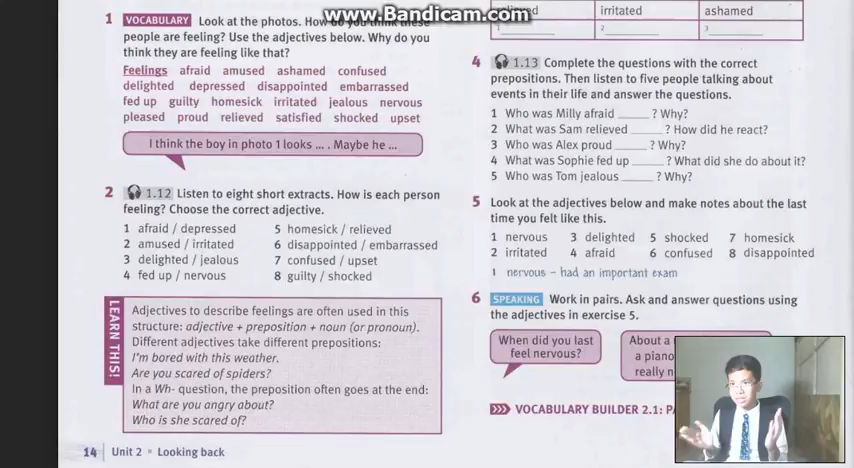 www.Bandicam.com
1 VOCABULARY Look at the photos. How do you think these
people are feeling? Use the adjectives below. Why do you
think they are feeling like that?
Feelings afraid amused ashamed confused
delighted depressed disappointed embarrassed
fed up guilty homesick irritated jealous nervous
pleased proud relieved satisfied shocked upset
I think the boy in photo 1 looks ... . Maybe he ...
2 1.12 Listen to eight short extracts. How is each person
feeling? Choose the correct adjective.
1 afraid / depressed
2 amused / irritated
3 delighted / jealous
4 fed up / nervous
5 homesick / relieved
6 disappointed / embarrassed
7 confused / upset
8 guilty / shocked
LEARN THIS!
Adjectives to describe feelings are often used in this
structure: adjective + preposition + noun (or pronoun).
Different adjectives take different prepositions:
I'm bored with this weather.
Are you scared of spiders?
In a Wh- question, the preposition often goes at the end:
What are you angry about?
Who is she scared of?
14 Unit 2 ▪ Looking back
irritated ashamed
1 ________ 2 ________ 3 ________
4 1.13 Complete the questions with the correct
prepositions. Then listen to five people talking about
events in their life and answer the questions.
1 Who was Milly afraid _____ ? Why?
2 What was Sam relieved _____ ? How did he react?
3 Who was Alex proud _____ ? Why?
4 What was Sophie fed up _____ ? What did she do about it?
5 Who was Tom jealous _____ ? Why?
5 Look at the adjectives below and make notes about the last
time you felt like this.
1 nervous 3 delighted 5 shocked 7 homesick
2 irritated 4 afraid 6 confused 8 disappointed
1 nervous – had an important exam
6 SPEAKING Work in pairs. Ask and answer questions using
the adjectives in exercise 5.
When did you last
feel nervous?
About a
a piano
really
VOCABULARY BUILDER 2.1: